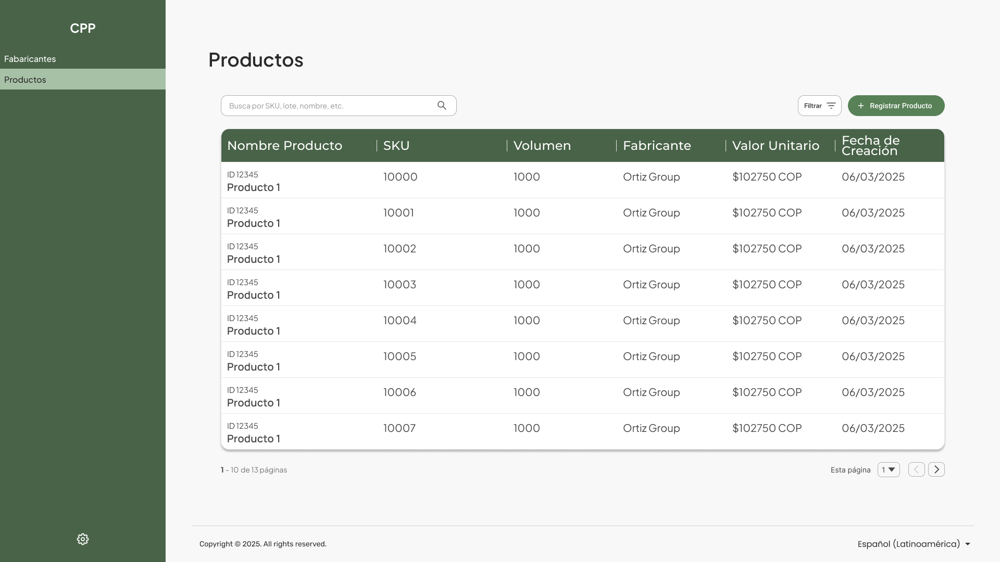 CPP
Fabaricantes
Productos
Productos
Busca por SKU, lote, nombre, etc.
Filtrar
+ Registrar Producto
Nombre Producto SKU Volumen Fabricante Valor Unitario Fecha de
Creación
ID 12345
Producto 1 10000 1000 Ortiz Group $102750 COP 06/03/2025
ID 12345
Producto 1 10001 1000 Ortiz Group $102750 COP 06/03/2025
ID 12345
Producto 1 10002 1000 Ortiz Group $102750 COP 06/03/2025
ID 12345
Producto 1 10003 1000 Ortiz Group $102750 COP 06/03/2025
ID 12345
Producto 1 10004 1000 Ortiz Group $102750 COP 06/03/2025
ID 12345
Producto 1 10005 1000 Ortiz Group $102750 COP 06/03/2025
ID 12345
Producto 1 10006 1000 Ortiz Group $102750 COP 06/03/2025
ID 12345
Producto 1 10007 1000 Ortiz Group $102750 COP 06/03/2025
1 - 10 de 13 páginas
Esta página 1
Copyright © 2025. All rights reserved.
Español (Latinoamérica)